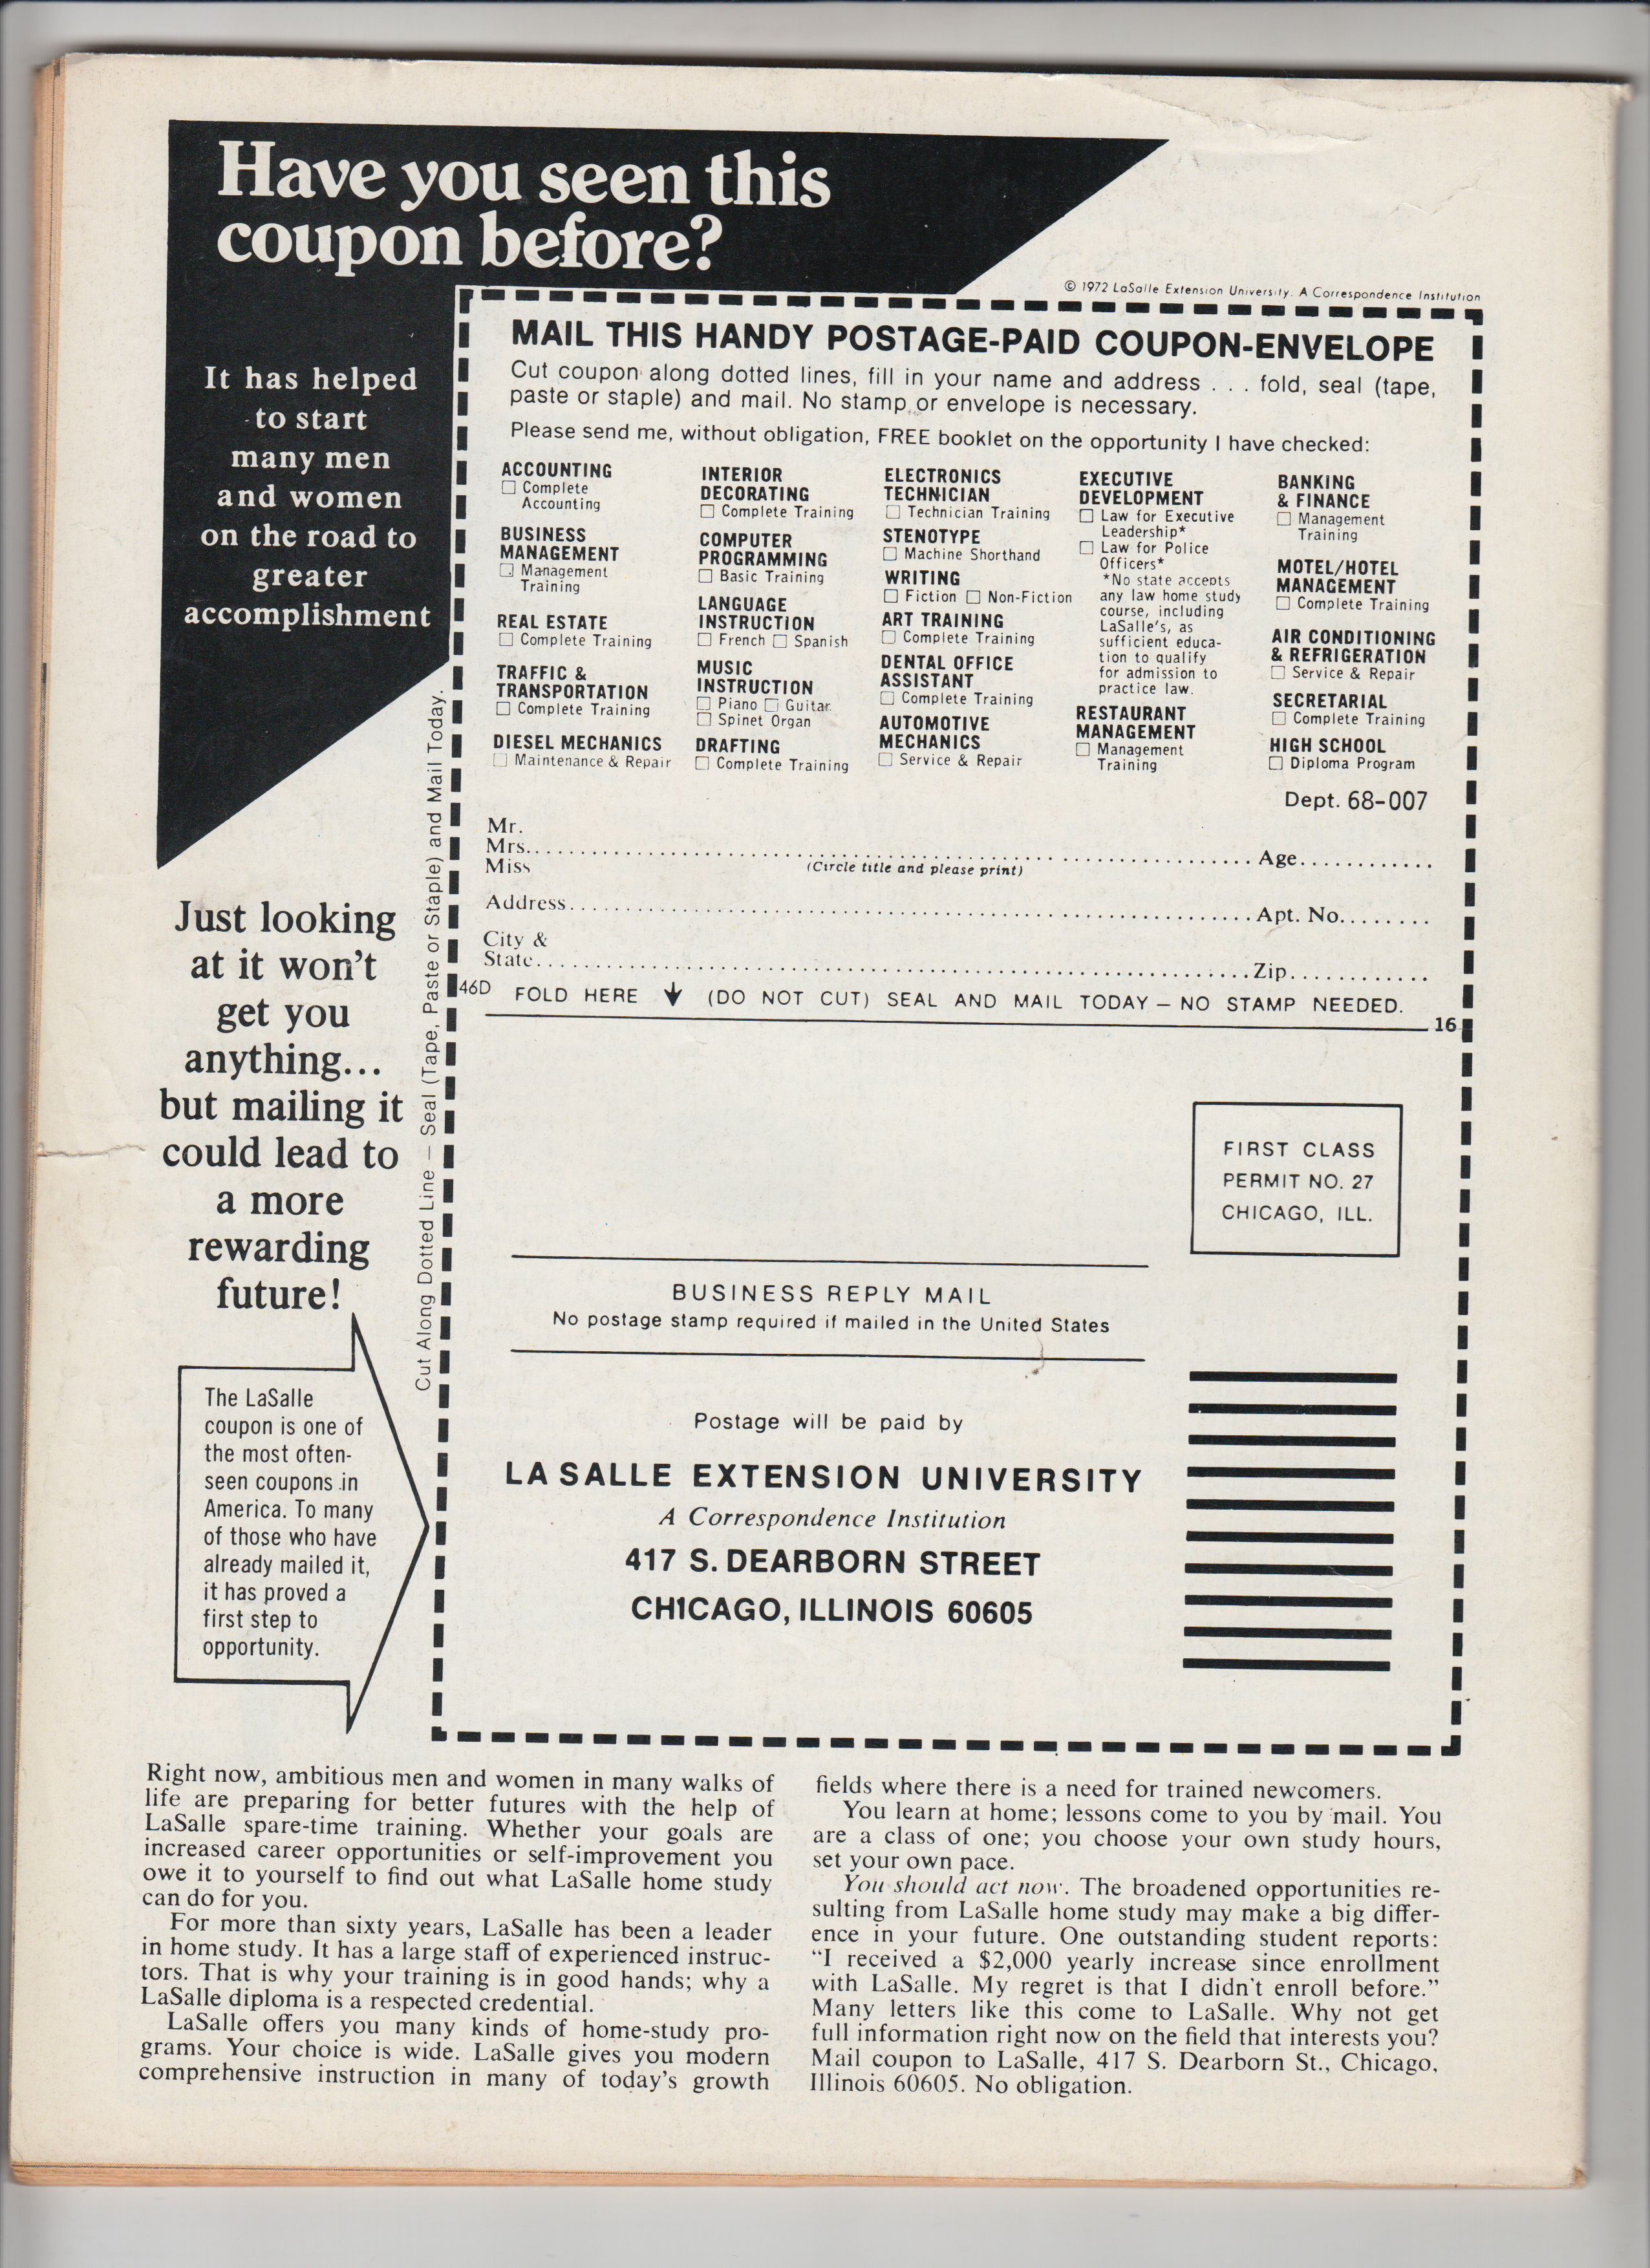 Have you seen this
coupon before?
© 1972 LaSalle Extension University. A Correspondence Institution
It has helped
to start
many men
and women
on the road to
greater
accomplishment
Just looking
at it won't
get you
anything...
but mailing it
could lead to
a more
rewarding
future!
The LaSalle
coupon is one of
the most often-
seen coupons in
America. To many
of those who have
already mailed it,
it has proved a
first step to
opportunity.
Cut Along Dotted Line – Seal (Tape, Paste or Staple) and Mail Today.
MAIL THIS HANDY POSTAGE-PAID COUPON-ENVELOPE
Cut coupon along dotted lines, fill in your name and address . . . fold, seal (tape,
paste or staple) and mail. No stamp or envelope is necessary.
Please send me, without obligation, FREE booklet on the opportunity I have checked:
ACCOUNTING
☐ Complete
Accounting
BUSINESS
MANAGEMENT
☐ Management
Training
REAL ESTATE
☐ Complete Training
TRAFFIC &
TRANSPORTATION
☐ Complete Training
DIESEL MECHANICS
☐ Maintenance & Repair
INTERIOR
DECORATING
☐ Complete Training
COMPUTER
PROGRAMMING
☐ Basic Training
LANGUAGE
INSTRUCTION
☐ French ☐ Spanish
MUSIC
INSTRUCTION
☐ Piano ☐ Guitar
☐ Spinet Organ
DRAFTING
☐ Complete Training
ELECTRONICS
TECHNICIAN
☐ Technician Training
STENOTYPE
☐ Machine Shorthand
WRITING
☐ Fiction ☐ Non-Fiction
ART TRAINING
☐ Complete Training
DENTAL OFFICE
ASSISTANT
☐ Complete Training
AUTOMOTIVE
MECHANICS
☐ Service & Repair
EXECUTIVE
DEVELOPMENT
☐ Law for Executive
Leadership*
☐ Law for Police
Officers*
*No state accepts
any law home study
course, including
LaSalle's, as
sufficient educa-
tion to qualify
for admission to
practice law.
RESTAURANT
MANAGEMENT
☐ Management
Training
BANKING
& FINANCE
☐ Management
Training
MOTEL/HOTEL
MANAGEMENT
☐ Complete Training
AIR CONDITIONING
& REFRIGERATION
☐ Service & Repair
SECRETARIAL
☐ Complete Training
HIGH SCHOOL
☐ Diploma Program
Dept. 68-007
Mr.
Mrs. Age
Miss (Circle title and please print)
Address Apt. No.
City &
State Zip
46D FOLD HERE ↓ (DO NOT CUT) SEAL AND MAIL TODAY – NO STAMP NEEDED.
16
FIRST CLASS
PERMIT NO. 27
CHICAGO, ILL.
BUSINESS REPLY MAIL
No postage stamp required if mailed in the United States
Postage will be paid by
LA SALLE EXTENSION UNIVERSITY
A Correspondence Institution
417 S. DEARBORN STREET
CHICAGO, ILLINOIS 60605
Right now, ambitious men and women in many walks of
life are preparing for better futures with the help of
LaSalle spare-time training. Whether your goals are
increased career opportunities or self-improvement you
owe it to yourself to find out what LaSalle home study
can do for you.
For more than sixty years, LaSalle has been a leader
in home study. It has a large staff of experienced instruc-
tors. That is why your training is in good hands; why a
LaSalle diploma is a respected credential.
LaSalle offers you many kinds of home-study pro-
grams. Your choice is wide. LaSalle gives you modern
comprehensive instruction in many of today's growth
fields where there is a need for trained newcomers.
You learn at home; lessons come to you by mail. You
are a class of one; you choose your own study hours,
set your own pace.
You should act now. The broadened opportunities re-
sulting from LaSalle home study may make a big differ-
ence in your future. One outstanding student reports:
"I received a $2,000 yearly increase since enrollment
with LaSalle. My regret is that I didn't enroll before."
Many letters like this come to LaSalle. Why not get
full information right now on the field that interests you?
Mail coupon to LaSalle, 417 S. Dearborn St., Chicago,
Illinois 60605. No obligation.